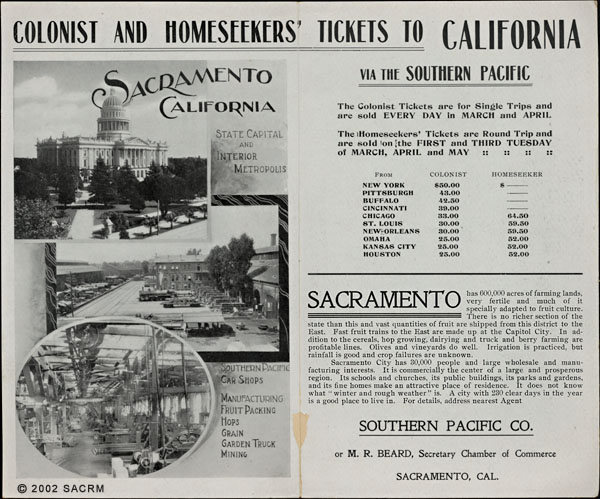 COLONIST AND HOMESEEKERS' TICKETS TO CALIFORNIA
SACRAMENTO
CALIFORNIA
STATE CAPITAL
AND
INTERIOR
METROPOLIS
SOUTHERN PACIFIC
CAR SHOPS
MANUFACTURING
FRUIT PACKING
HOPS
GRAIN
GARDEN TRUCK
MINING
VIA THE SOUTHERN PACIFIC
The Colonist Tickets are for Single Trips and
are sold EVERY DAY in MARCH and APRIL
The Homeseekers' Tickets are Round Trip and
are sold on the FIRST and THIRD TUESDAY
of MARCH, APRIL and MAY :: :: :: ::
FROM COLONIST HOMESEEKER
NEW YORK $50.00 $ ——
PITTSBURGH 43.00 ——
BUFFALO 42.50 ——
CINCINNATI 39.00 ——
CHICAGO 33.00 64.50
ST. LOUIS 30.00 59.50
NEW-ORLEANS 30.00 59.50
OMAHA 25.00 52.00
KANSAS CITY 25.00 52.00
HOUSTON 25.00 52.00
SACRAMENTO has 600,000 acres of farming lands,
very fertile and much of it
specially adapted to fruit culture.
There is no richer section of the
state than this and vast quantities of fruit are shipped from this district to the
East. Fast fruit trains to the East are made up at the Capitol City. In ad-
dition to the cereals, hop growing, dairying and truck and berry farming are
profitable lines. Olives and vineyards do well. Irrigation is practiced, but
rainfall is good and crop failures are unknown.
Sacramento City has 30,000 people and large wholesale and manu-
facturing interests. It is commercially the center of a large and prosperous
region. Its schools and churches, its public buildings, its parks and gardens,
and its fine homes make an attractive place of residence. It does not know
what "winter and rough weather" is. A city with 230 clear days in the year
is a good place to live in. For details, address nearest Agent
SOUTHERN PACIFIC CO.
or M. R. BEARD, Secretary Chamber of Commerce
SACRAMENTO, CAL.
© 2002 SACRM